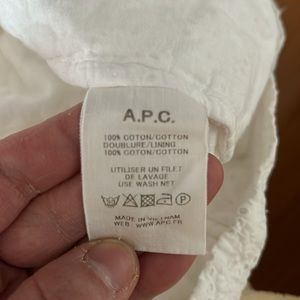 A.P.C.
100% COTON/COTTON
DOUBLURE/LINING
100% COTON/COTTON
UTILISER UN FILET
DE LAVAGE
USE WASH NET
P
MADE IN VIETNAM
WEB : WWW.APC.FR